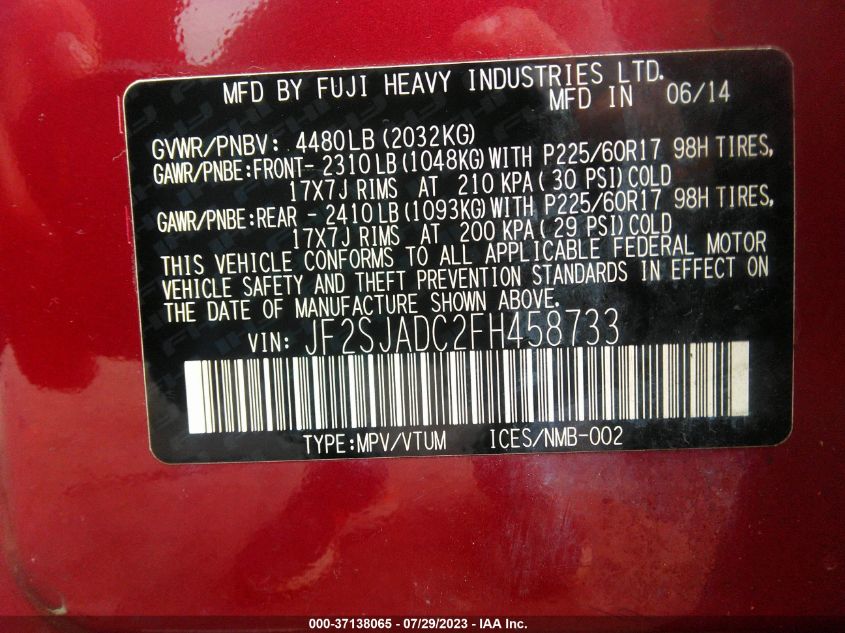 MFD BY FUJI HEAVY INDUSTRIES LTD.
MFD IN 06/14
GVWR/PNBV: 4480LB (2032KG)
GAWR/PNBE:FRONT- 2310LB(1048KG)WITH P225/60R17 98H TIRES,
17X7J RIMS AT 210 KPA( 30 PSI)COLD
GAWR/PNBE:REAR - 2410LB(1093KG)WITH P225/60R17 98H TIRES,
17X7J RIMS AT 200 KPA( 29 PSI)COLD
THIS VEHICLE CONFORMS TO ALL APPLICABLE FEDERAL MOTOR
VEHICLE SAFETY AND THEFT PREVENTION STANDARDS IN EFFECT ON
THE DATE OF MANUFACTURE SHOWN ABOVE.
VIN: JF2SJADC2FH458733
TYPE:MPV/VTUM ICES/NMB-002
000-37138065 - 07/29/2023 - IAA Inc.